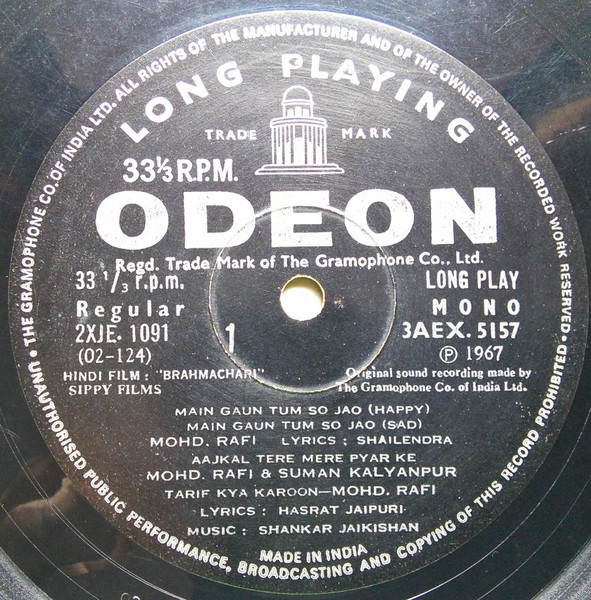 THE GRAMOPHONE CO. OF INDIA LTD. ALL RIGHTS OF THE MANUFACTURER AND OF THE OWNER OF THE RECORDED WORK RESERVED •
LONG PLAYING
TRADE MARK
33⅓ R.P.M.
ODEON
Regd. Trade Mark of The Gramophone Co., Ltd.
33 1/3 r.p.m. LONG PLAY
Regular MONO
2XJE. 1091 1 3AEX. 5157
(02-124) Ⓟ 1967
HINDI FILM : "BRAHMACHARI" Original sound recording made by
SIPPY FILMS The Gramophone Co. of India Ltd.
MAIN GAUN TUM SO JAO (HAPPY)
MAIN GAUN TUM SO JAO (SAD)
MOHD. RAFI LYRICS : SHAILENDRA
AAJKAL TERE MERE PYAR KE
MOHD. RAFI & SUMAN KALYANPUR
TARIF KYA KAROON—MOHD. RAFI
LYRICS : HASRAT JAIPURI
MUSIC : SHANKAR JAIKISHAN
MADE IN INDIA
UNAUTHORISED PUBLIC PERFORMANCE, BROADCASTING AND COPYING OF THIS RECORD PROHIBITED •